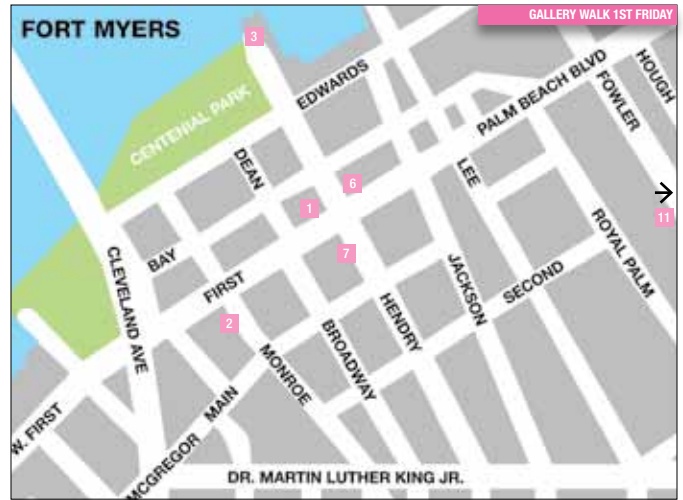 GALLERY WALK 1ST FRIDAY
FORT MYERS
3
HOUGH
EDWARDS
PALM BEACH BLVD
FOWLER
CENTENIAL PARK
DEAN
LEE
6
1
11
ROYAL PALM
7
BAY
CLEVELAND AVE
FIRST
JACKSON
SECOND
HENDRY
2
BROADWAY
MONROE
MAIN
W. FIRST
MCGREGOR
DR. MARTIN LUTHER KING JR.